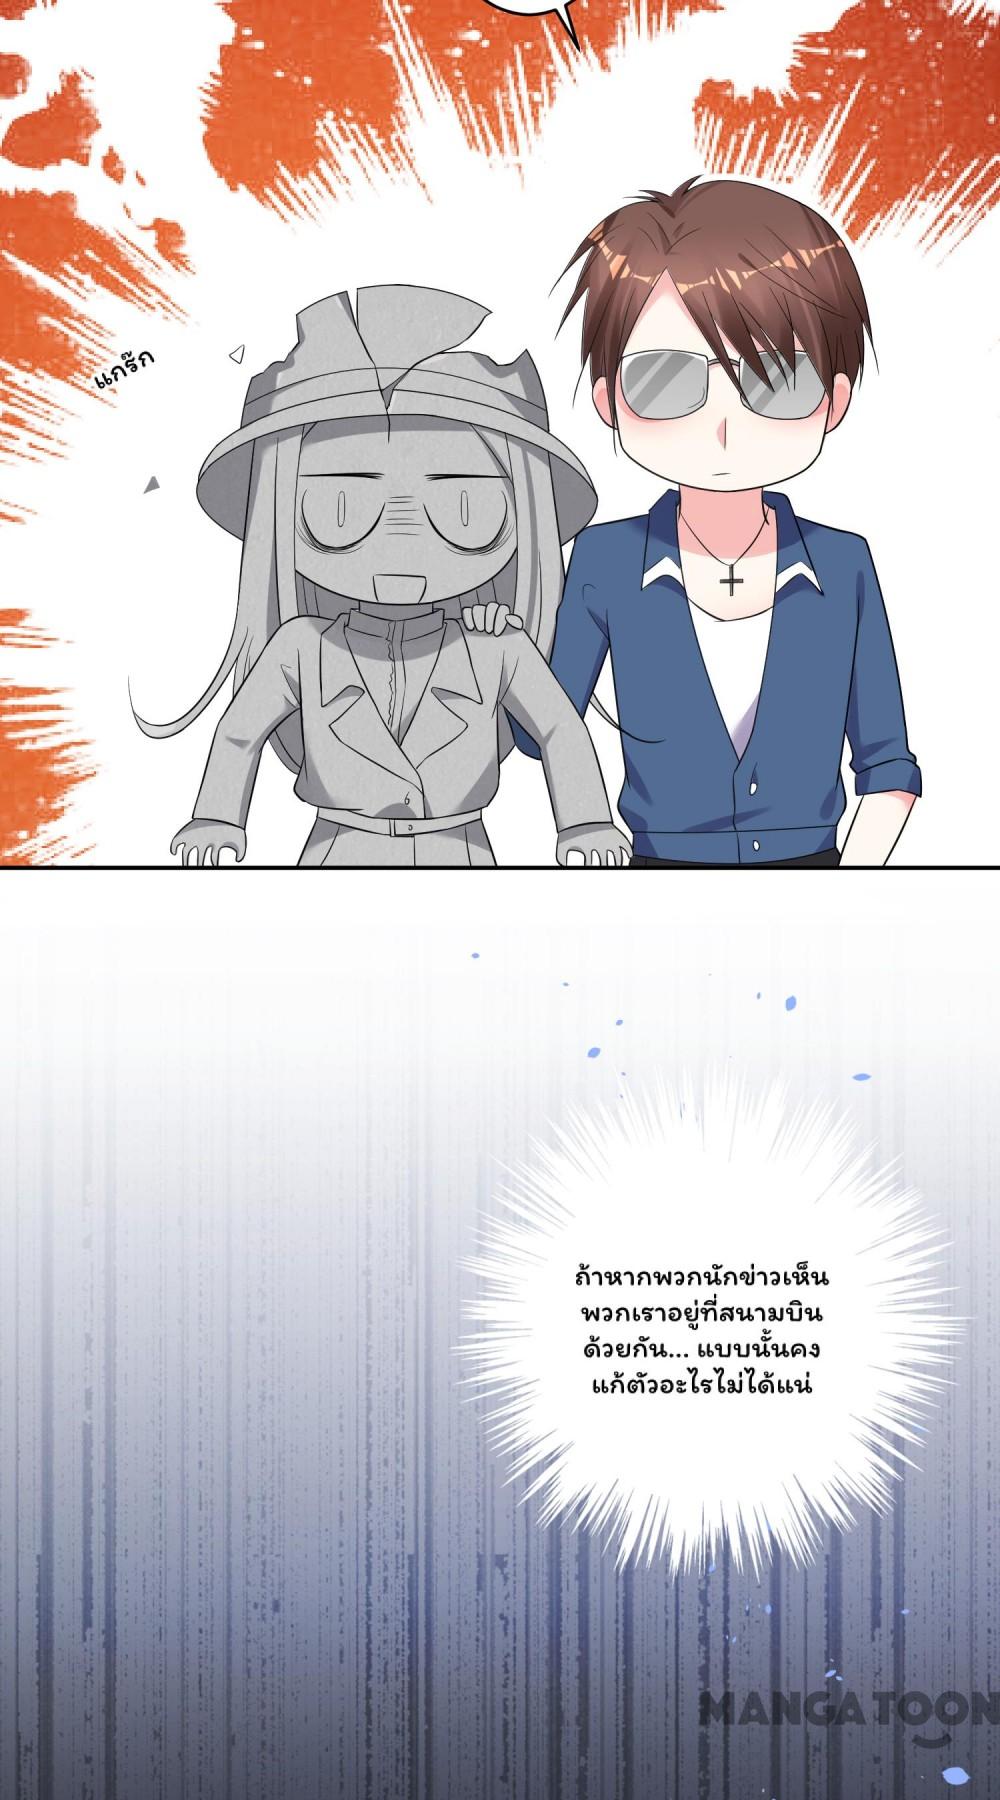 แกร๊ก
ถ้าหากพวกนักข่าวเห็น
พวกเราอยู่ที่สนามบิน
ด้วยกัน... แบบนั้นคง
แก้ตัวอะไรไม่ได้แน่
MANGATOON